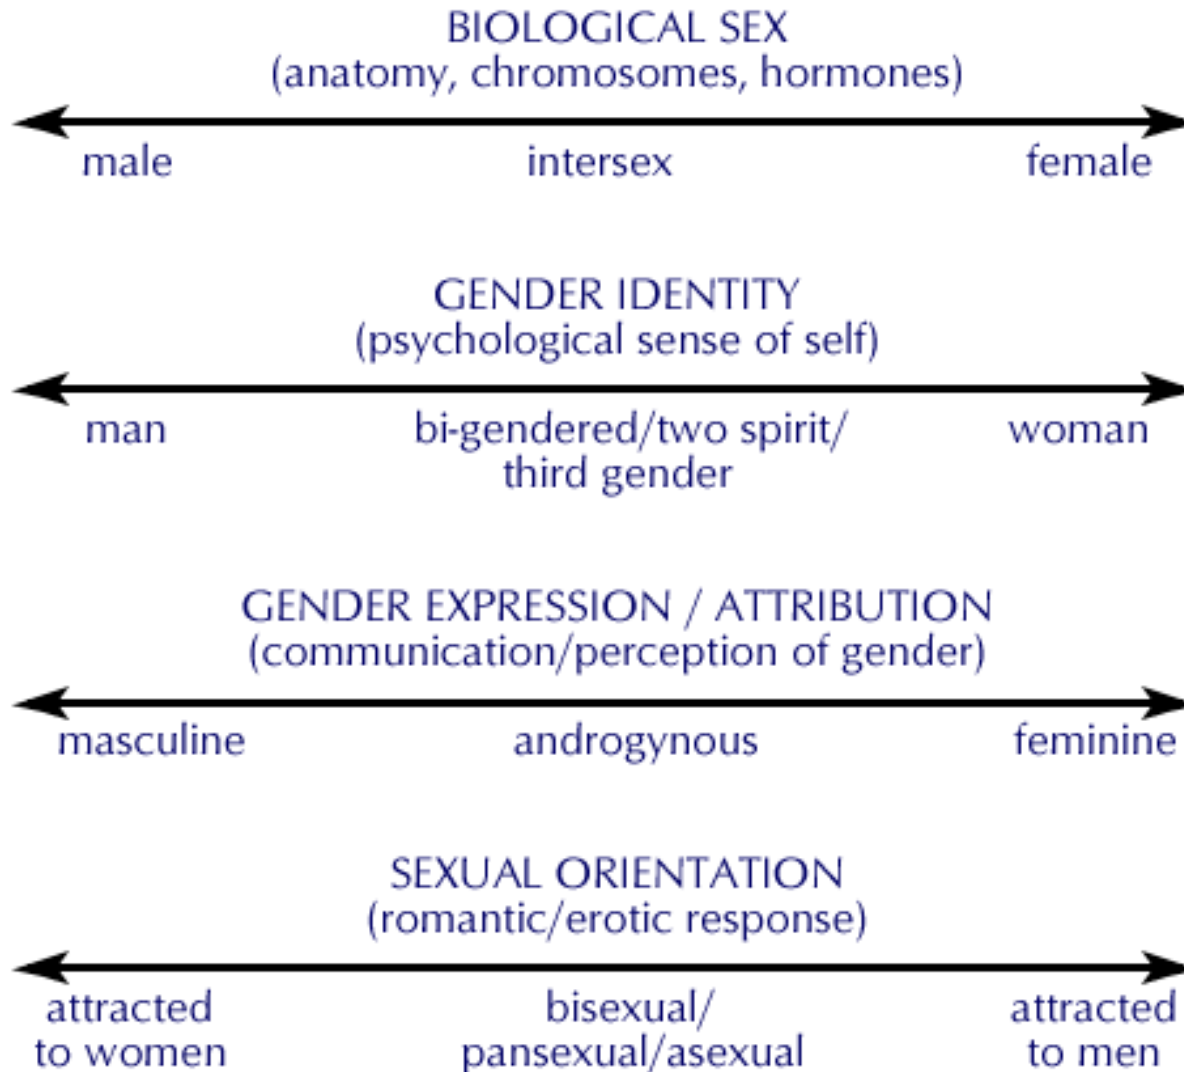 BIOLOGICAL SEX
(anatomy, chromosomes, hormones)
male intersex female
GENDER IDENTITY
(psychological sense of self)
man bi-gendered/two spirit/ woman
third gender
GENDER EXPRESSION / ATTRIBUTION
(communication/perception of gender)
masculine androgynous feminine
SEXUAL ORIENTATION
(romantic/erotic response)
attracted bisexual/ attracted
to women pansexual/asexual to men